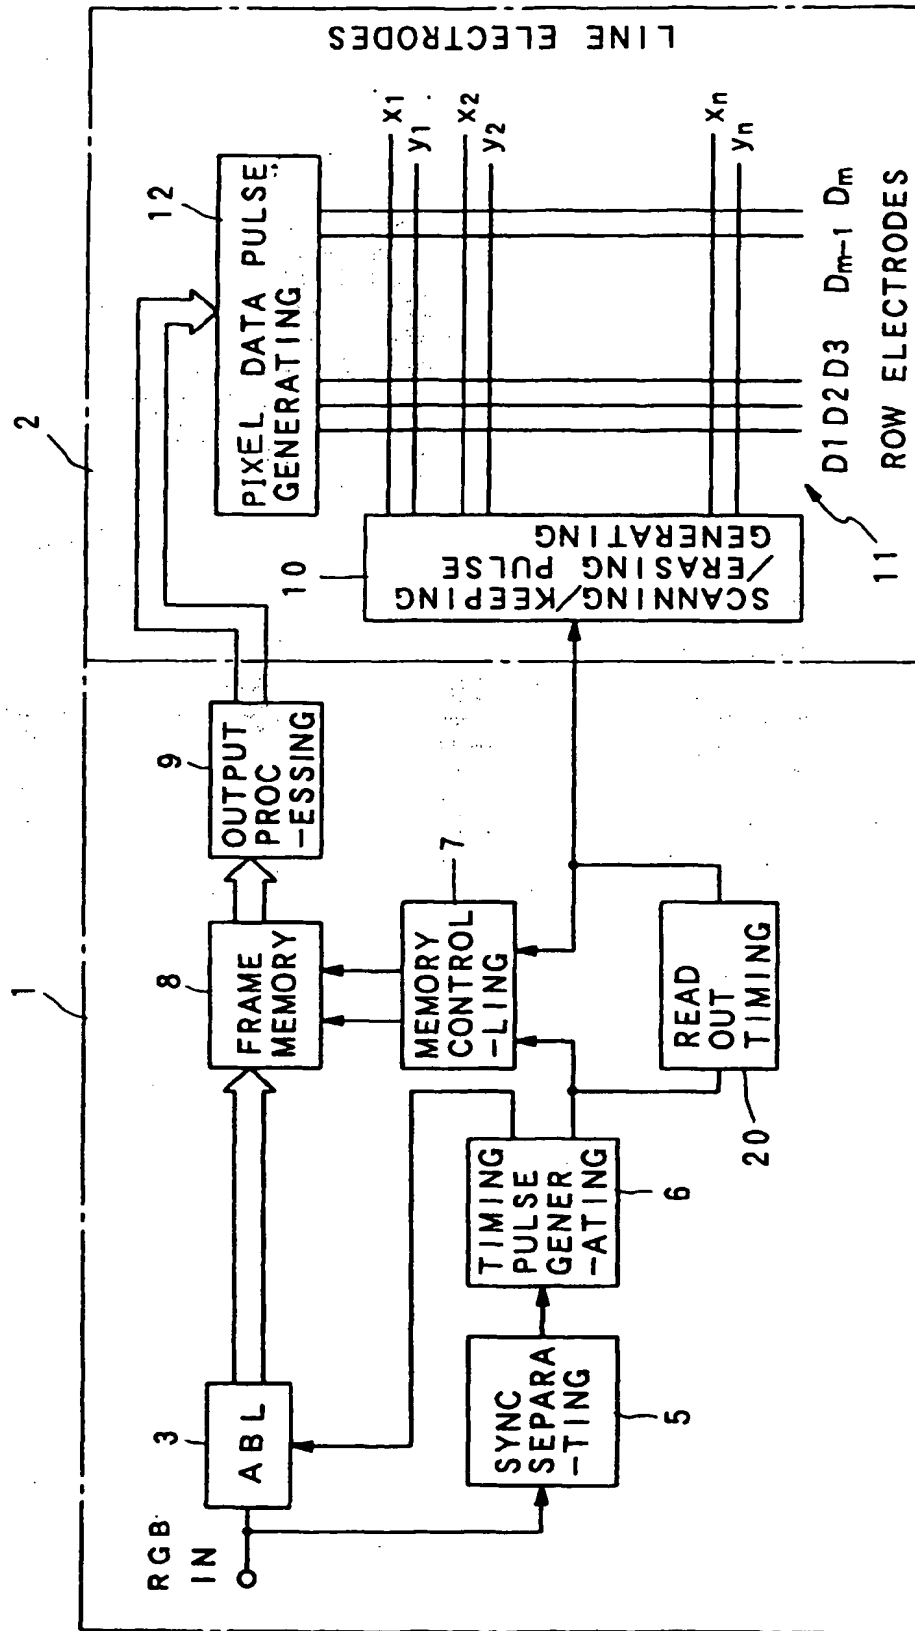 1
2
RGB
IN
3
ABL
8
FRAME
MEMORY
9
OUTPUT
PROC
-ESSING
12
PIXEL DATA PULSE
GENERATING
5
SYNC
SEPARA
-TING
6
TIMING
PULSE
GENER
-ATING
7
MEMORY
CONTROL
-LING
20
READ
OUT
TIMING
10
SCANNING/KEEPING
/ERASING PULSE
GENERATING
x1
y1
x2
y2
xn
yn
LINE ELECTRODES
11
D1 D2 D3 Dm-1 Dm
ROW ELECTRODES